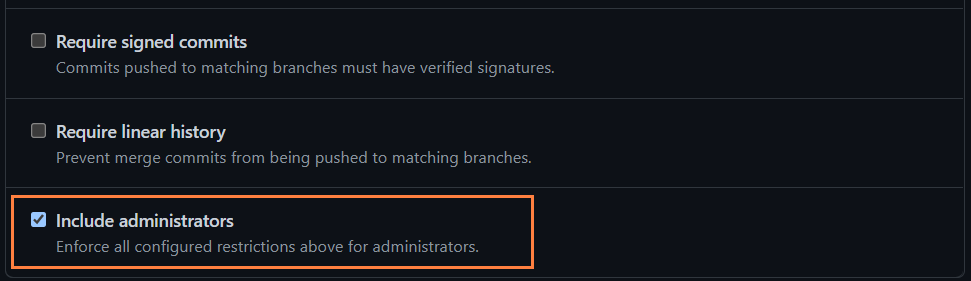 Require signed commits
Commits pushed to matching branches must have verified signatures.
Require linear history
Prevent merge commits from being pushed to matching branches.
Include administrators
Enforce all configured restrictions above for administrators.